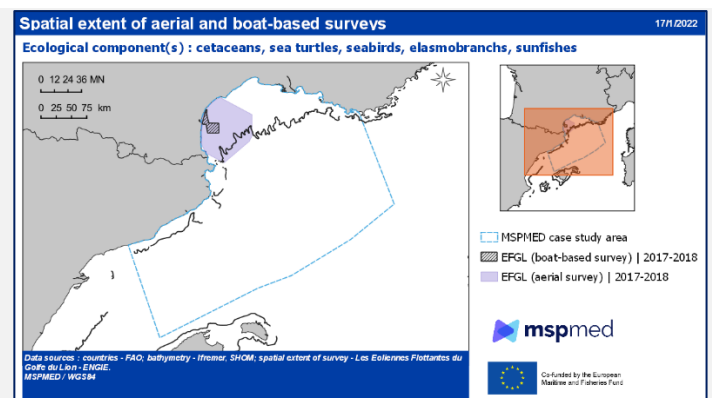 Spatial extent of aerial and boat-based surveys
17/1/2022
Ecological component(s) : cetaceans, sea turtles, seabirds, elasmobranchs, sunfishes
0 12 24 36 MN
0 25 50 75 km
MSPMED case study area
EFGL (boat-based survey) | 2017-2018
EFGL (aerial survey) | 2017-2018
mspmed
Data sources : countries - FAO; bathymetry - Ifremer, SHOM; spatial extent of survey - Les Eoliennes Flottantes du
Golfe du Lion - ENGIE.
MSPMED / WGS84
Co-funded by the European
Maritime and Fisheries Fund